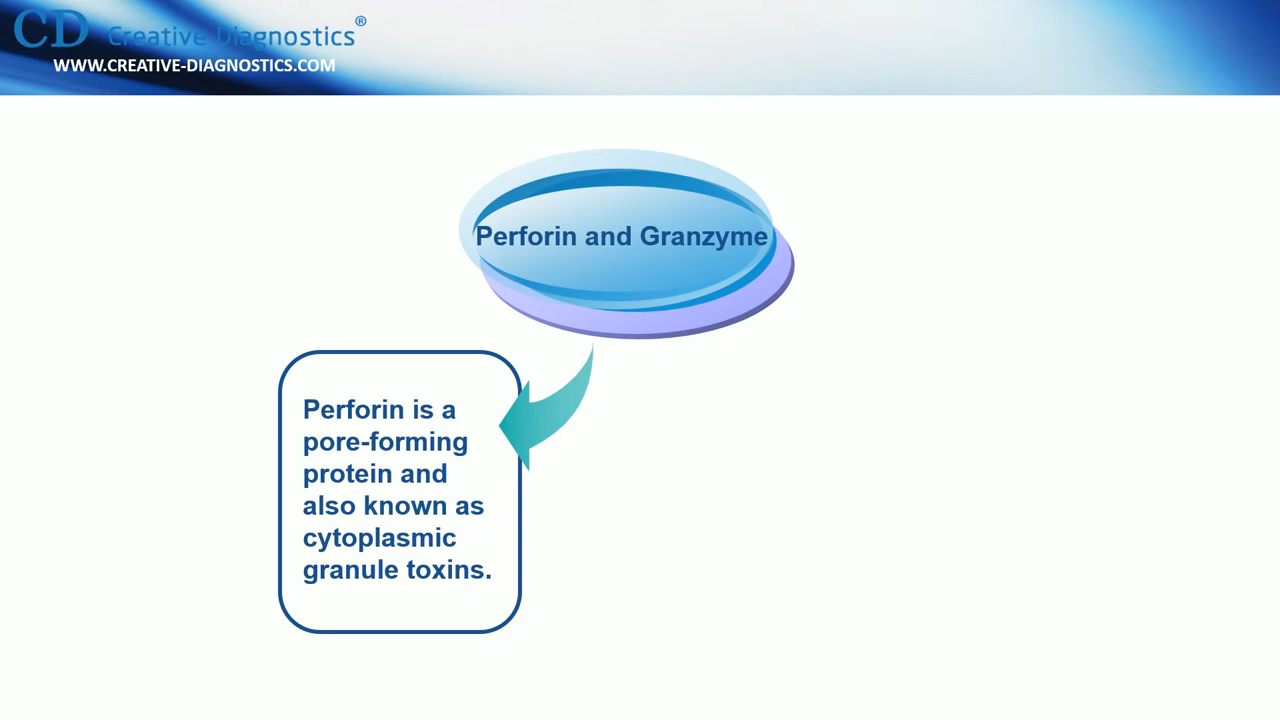 CD Creative Diagnostics®
WWW.CREATIVE-DIAGNOSTICS.COM
Perforin and Granzyme
Perforin is a
pore-forming
protein and
also known as
cytoplasmic
granule toxins.